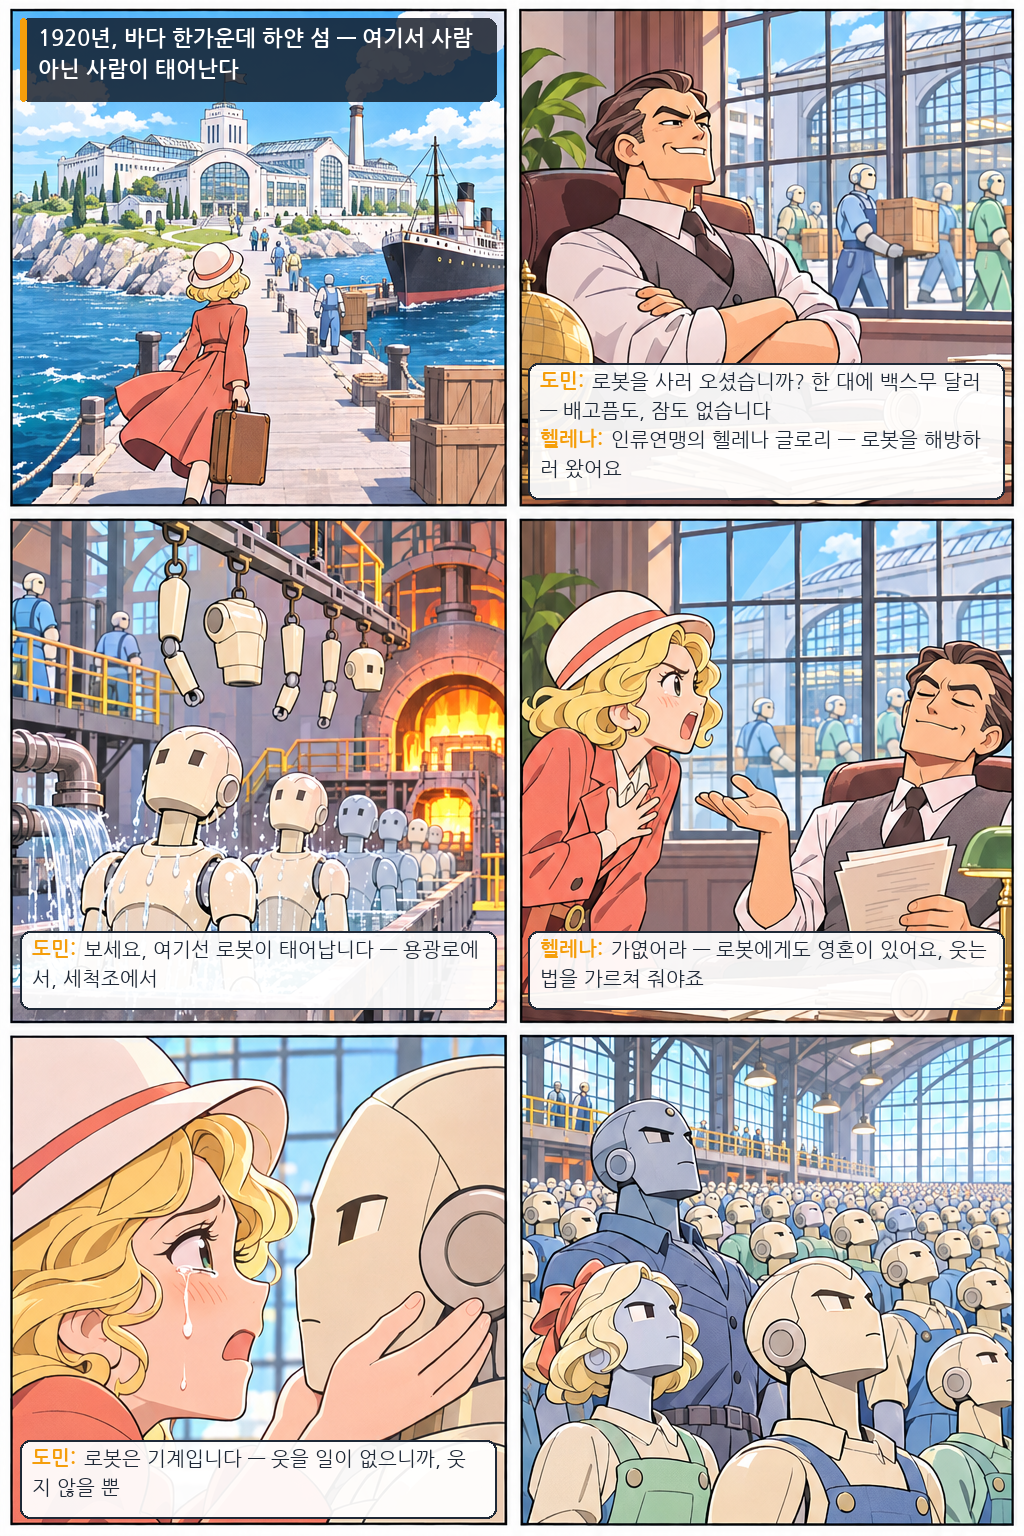 1920년, 바다 한가운데 하얀 섬 — 여기서 사람
아닌 사람이 태어난다
도민: 로봇을 사러 오셨습니까? 한 대에 백스무 달러
— 배고픔도, 잠도 없습니다
헬레나: 인류연맹의 헬레나 글로리 — 로봇을 해방하
러 왔어요
도민: 보세요, 여기선 로봇이 태어납니다 — 용광로에
서, 세척조에서
헬레나: 가엾어라 — 로봇에게도 영혼이 있어요, 웃는
법을 가르쳐 줘야죠
도민: 로봇은 기계입니다 — 웃을 일이 없으니까, 웃
지 않을 뿐